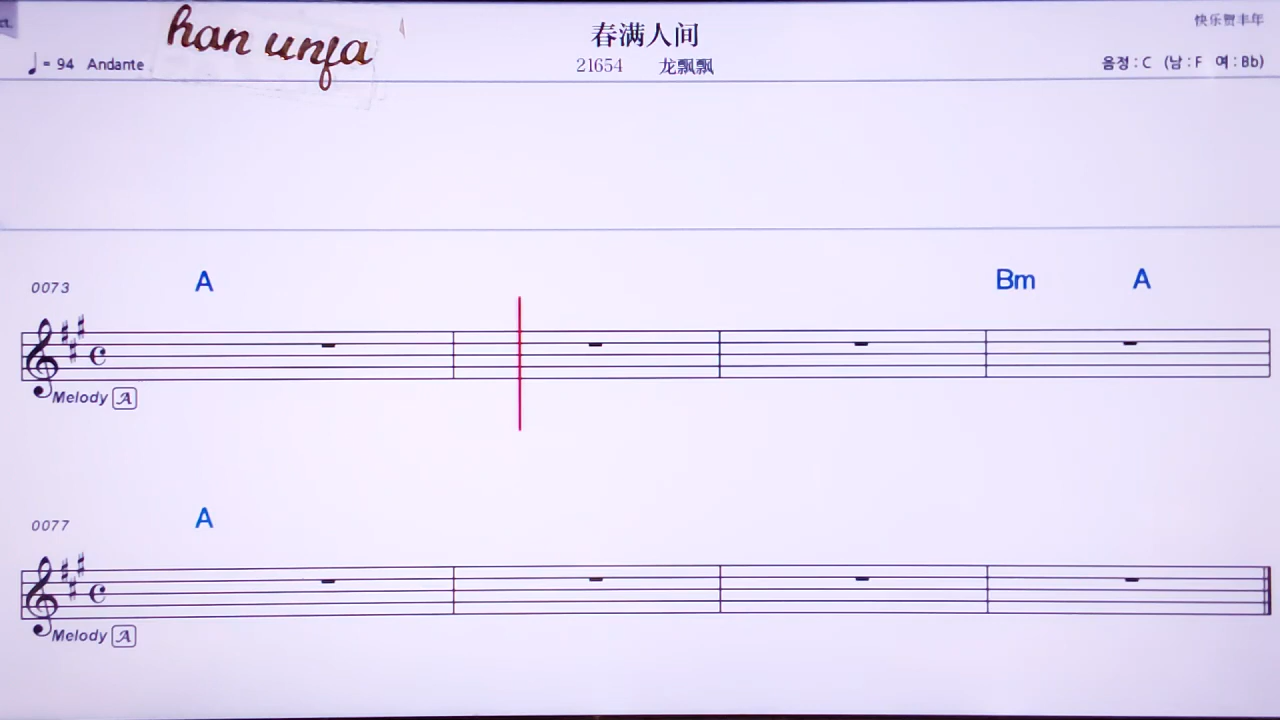 han unfa
春满人间
快乐贺丰年
♩= 94 Andante
21654 龙飘飘
음정 : C (남 : F 여 : Bb)
0073 A Bm A
Melody A
0077 A
Melody A